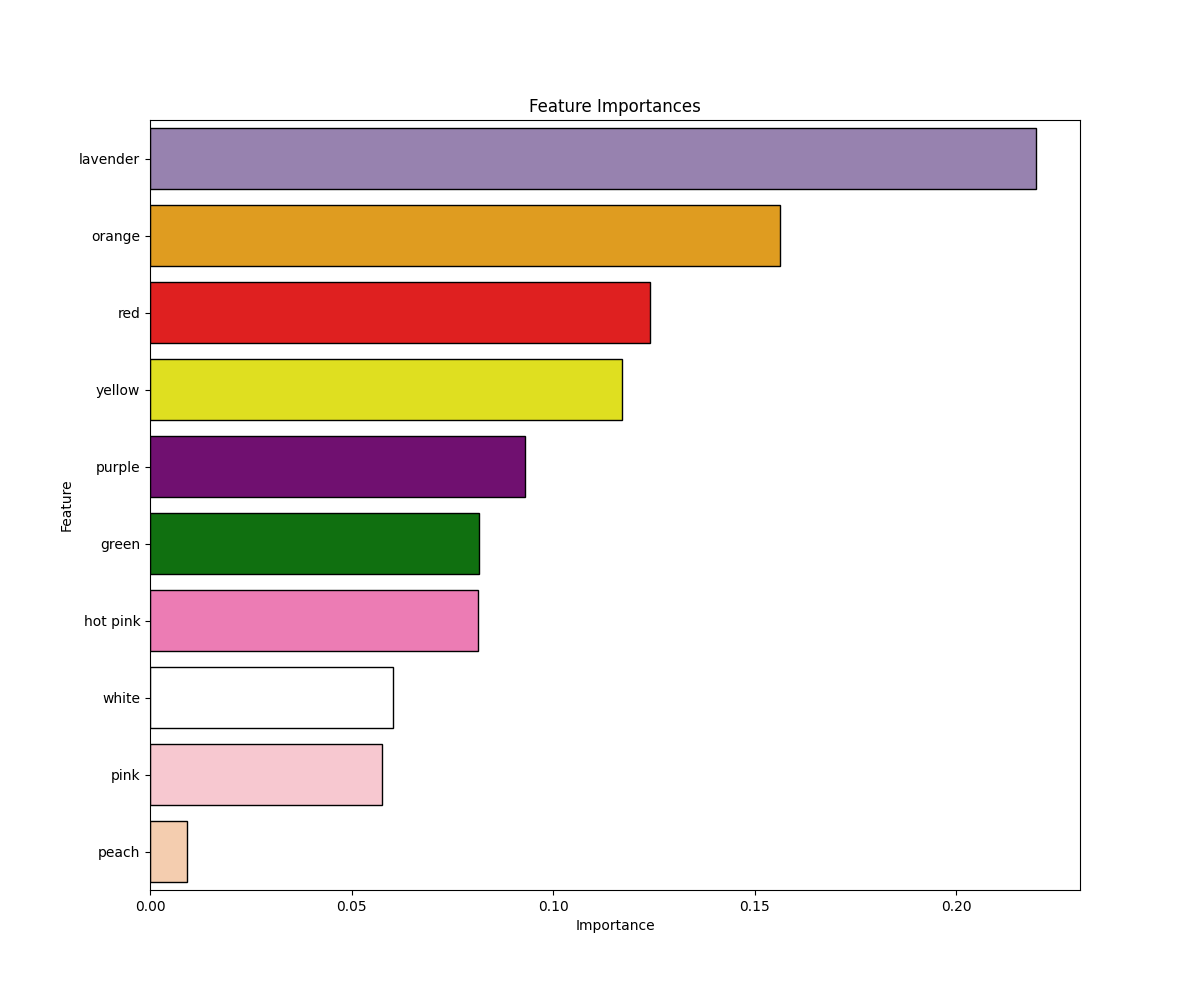 Feature Importances
lavender
orange
red
yellow
purple
green
hot pink
white
pink
peach
Feature
0.00 0.05 0.10 0.15 0.20
Importance